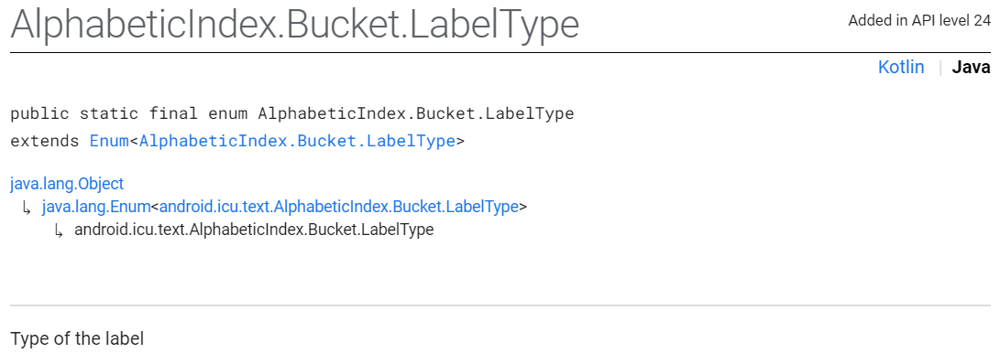 AlphabeticIndex.Bucket.LabelType
Added in API level 24
Kotlin | Java
public static final enum AlphabeticIndex.Bucket.LabelType
extends Enum<AlphabeticIndex.Bucket.LabelType>
java.lang.Object
↳ java.lang.Enum<android.icu.text.AlphabeticIndex.Bucket.LabelType>
↳ android.icu.text.AlphabeticIndex.Bucket.LabelType
Type of the label